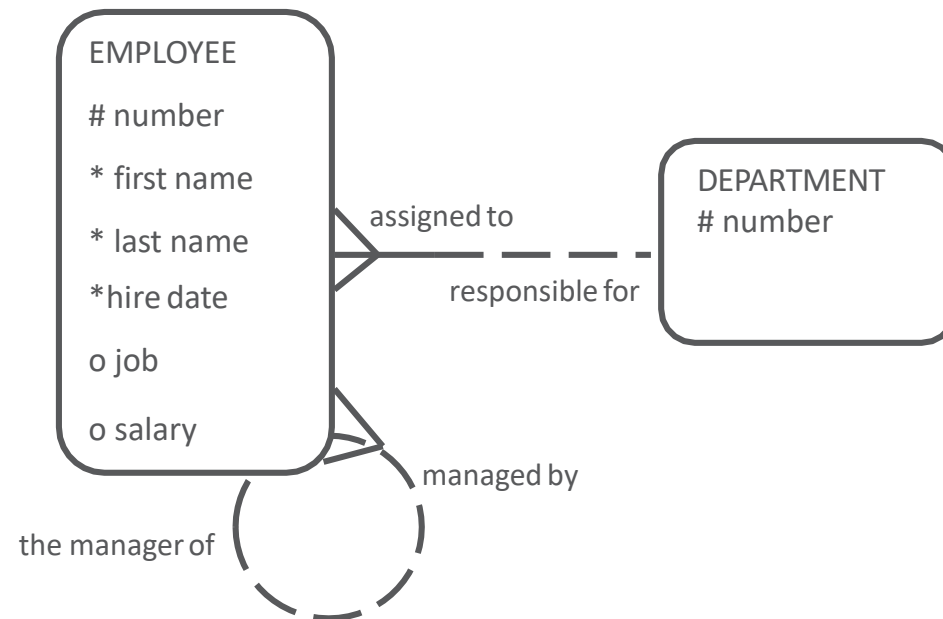 EMPLOYEE
# number
* first name
* last name
*hire date
o job
o salary
assigned to
responsible for
DEPARTMENT
# number
managed by
the manager of